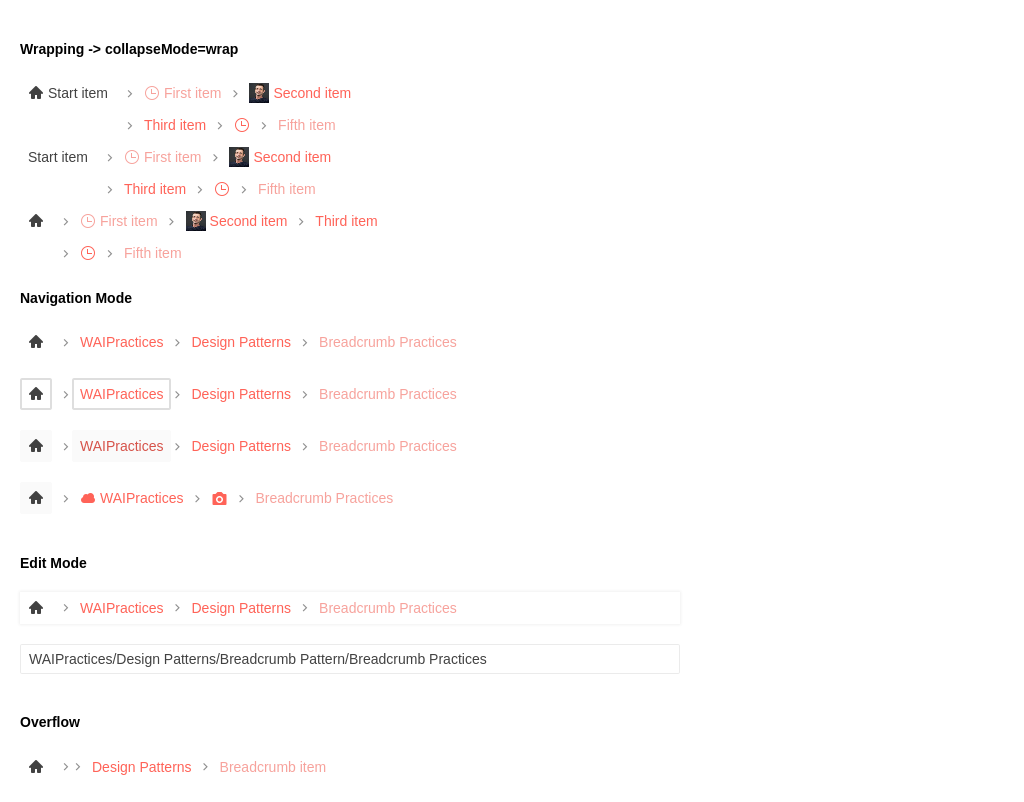 Wrapping -> collapseMode=wrap
Start item First item Second item
Third item Fifth item
Start item First item Second item
Third item Fifth item
First item Second item Third item
Fifth item
Navigation Mode
WAIPractices Design Patterns Breadcrumb Practices
WAIPractices Design Patterns Breadcrumb Practices
WAIPractices Design Patterns Breadcrumb Practices
WAIPractices Breadcrumb Practices
Edit Mode
WAIPractices Design Patterns Breadcrumb Practices
WAIPractices/Design Patterns/Breadcrumb Pattern/Breadcrumb Practices
Overflow
Design Patterns Breadcrumb item